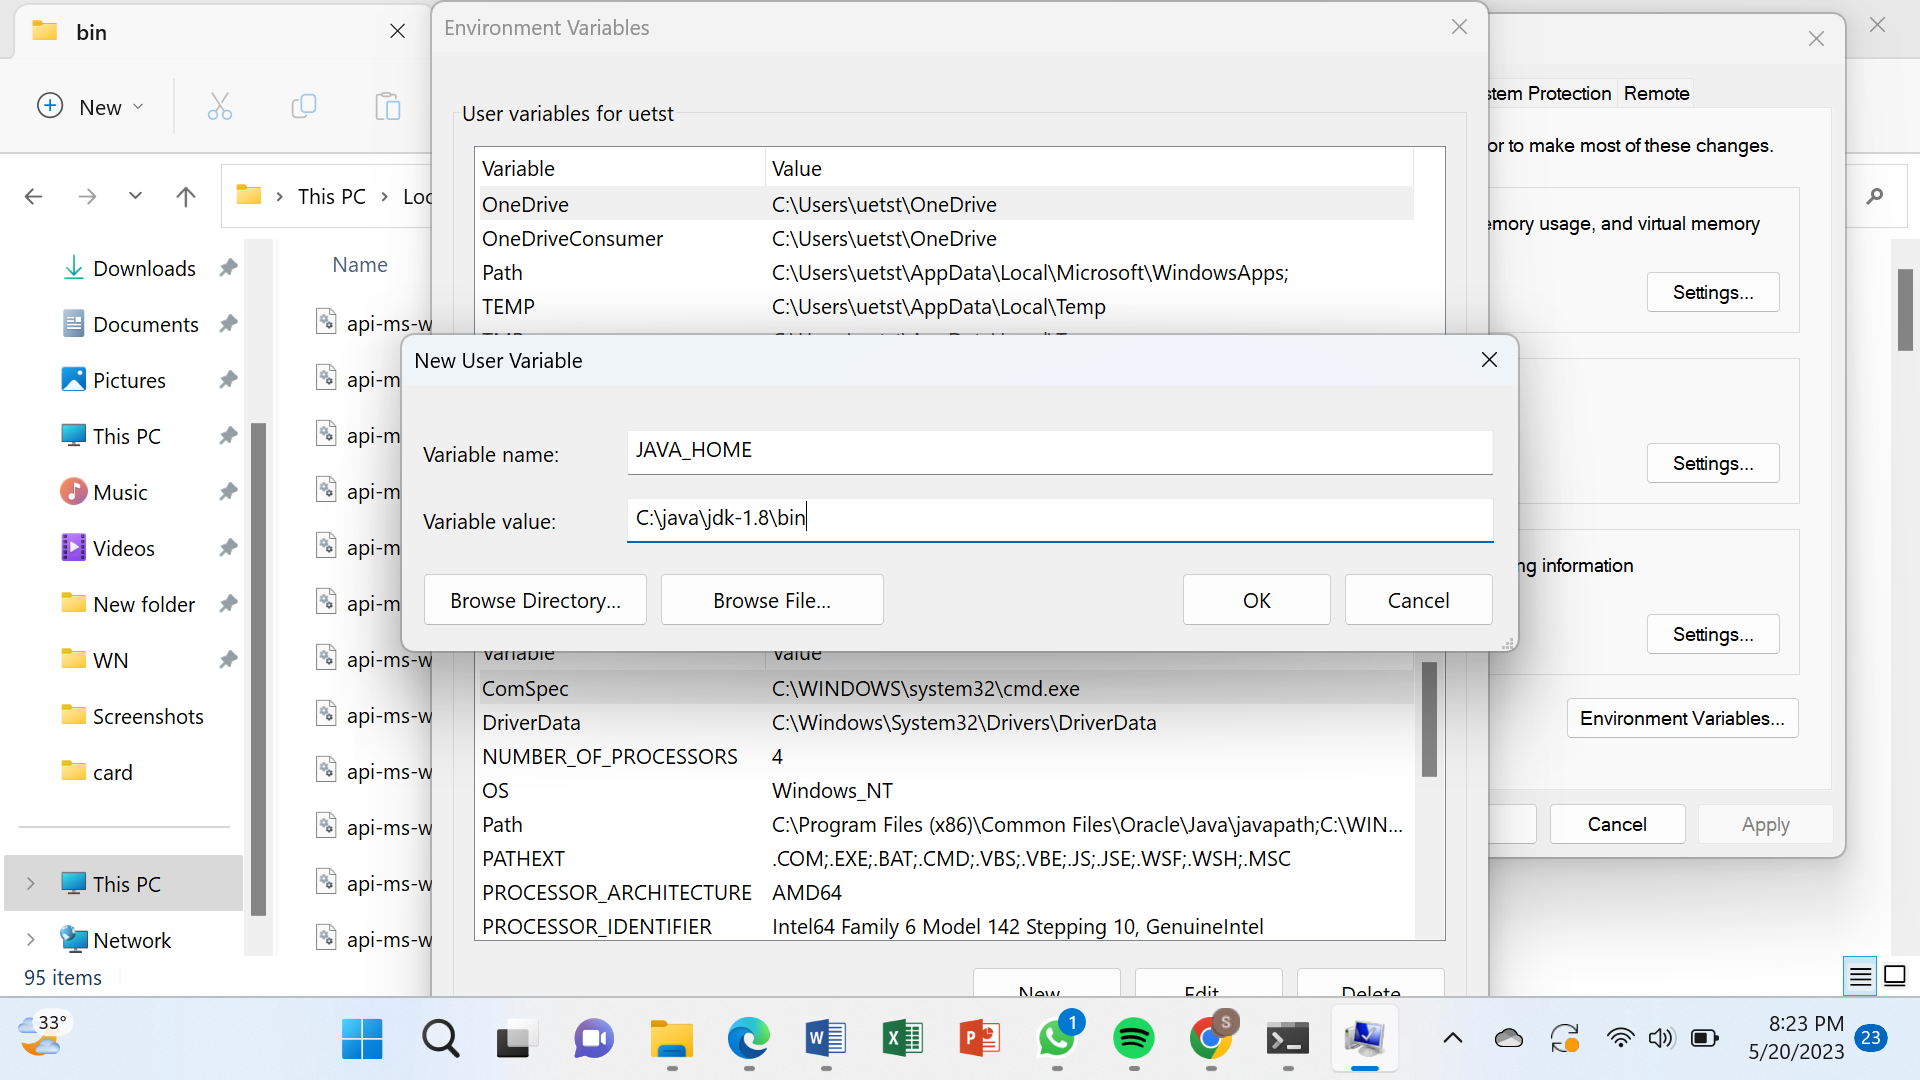 bin
New
This PC
Loc
Downloads
Documents
Pictures
This PC
Music
Videos
New folder
WN
Screenshots
card
This PC
Network
95 items
Name
api-ms-w
api-m
api-m
api-m
api-m
api-m
api-ms-w
api-ms-w
api-ms-w
api-ms-w
api-ms-w
api-ms-w
Environment Variables
User variables for uetst
Variable Value
OneDrive C:\Users\uetst\OneDrive
OneDriveConsumer C:\Users\uetst\OneDrive
Path C:\Users\uetst\AppData\Local\Microsoft\WindowsApps;
TEMP C:\Users\uetst\AppData\Local\Temp
New User Variable
Variable name: JAVA_HOME
Variable value: C:\java\jdk-1.8\bin
Browse Directory... Browse File... OK Cancel
Variable Value
ComSpec C:\WINDOWS\system32\cmd.exe
DriverData C:\Windows\System32\Drivers\DriverData
NUMBER_OF_PROCESSORS 4
OS Windows_NT
Path C:\Program Files (x86)\Common Files\Oracle\Java\javapath;C:\WIN...
PATHEXT .COM;.EXE;.BAT;.CMD;.VBS;.VBE;.JS;.JSE;.WSF;.WSH;.MSC
PROCESSOR_ARCHITECTURE AMD64
PROCESSOR_IDENTIFIER Intel64 Family 6 Model 142 Stepping 10, GenuineIntel
New... Edit... Delete
stem Protection Remote
or to make most of these changes.
emory usage, and virtual memory
Settings...
Settings...
ng information
Settings...
Environment Variables...
Cancel Apply
33°
W
X
P
1
S
8:23 PM
5/20/2023
23